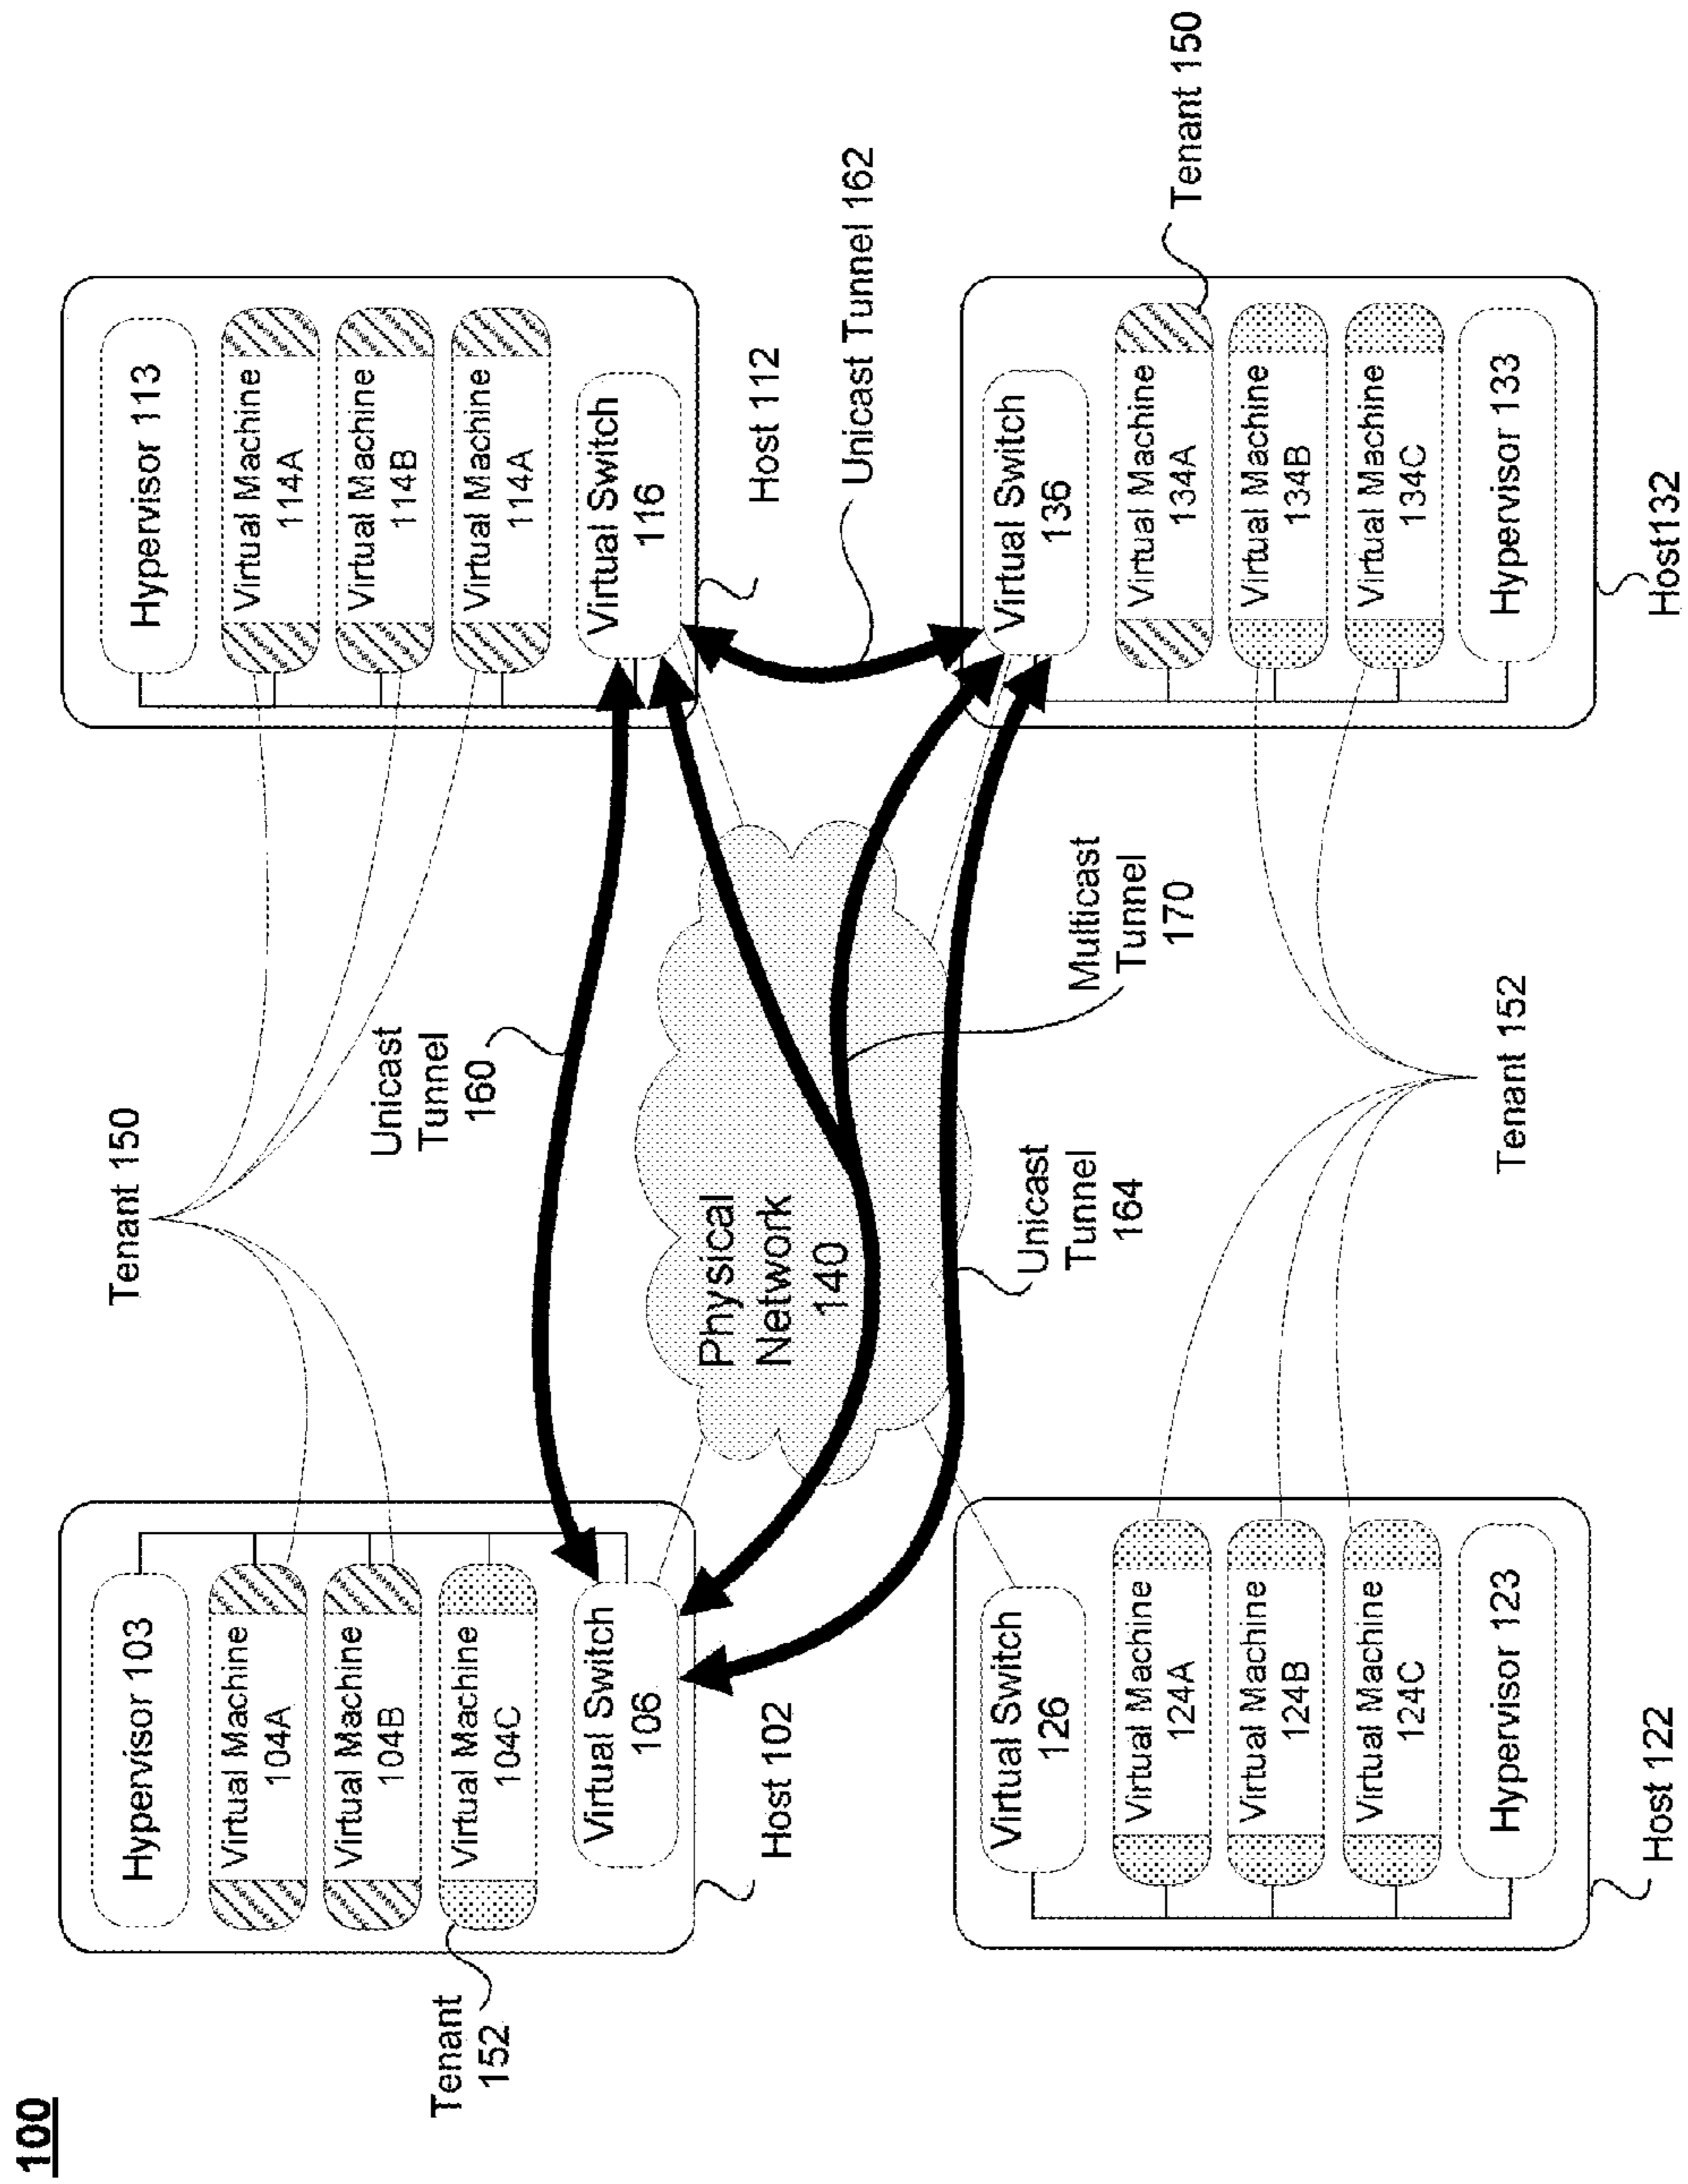 100
Tenant 150
Hypervisor 103
Virtual Machine
104A
Virtual Machine
104B
Virtual Machine
104C
Virtual Switch
106
Tenant
152
Host 102
Hypervisor 113
Virtual Machine
114A
Virtual Machine
114B
Virtual Machine
114A
Virtual Switch
116
Host 112
Unicast
Tunnel
160
Physical
Network
140
Unicast Tunnel 162
Multicast
Tunnel
170
Unicast
Tunnel
164
Virtual Switch
126
Virtual Machine
124A
Virtual Machine
124B
Virtual Machine
124C
Hypervisor 123
Host 122
Tenant 152
Virtual Switch
136
Virtual Machine
134A
Virtual Machine
134B
Virtual Machine
134C
Hypervisor 133
Host132
Tenant 150